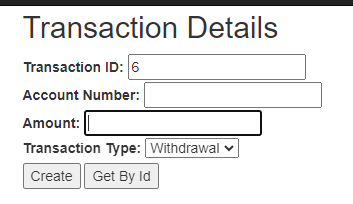 Transaction Details
Transaction ID: 6
Account Number:
Amount:
Transaction Type: Withdrawal
Create Get By Id